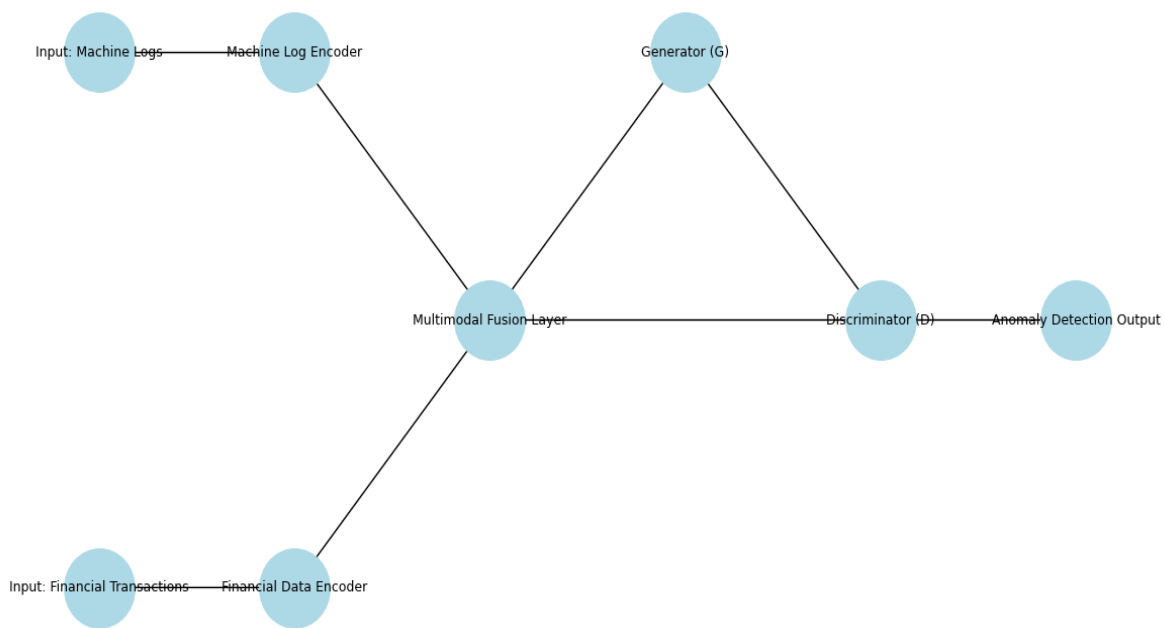 Input: Machine Logs
Machine Log Encoder
Generator (G)
Multimodal Fusion Layer
Discriminator (D)
Anomaly Detection Output
Input: Financial Transactions
Financial Data Encoder